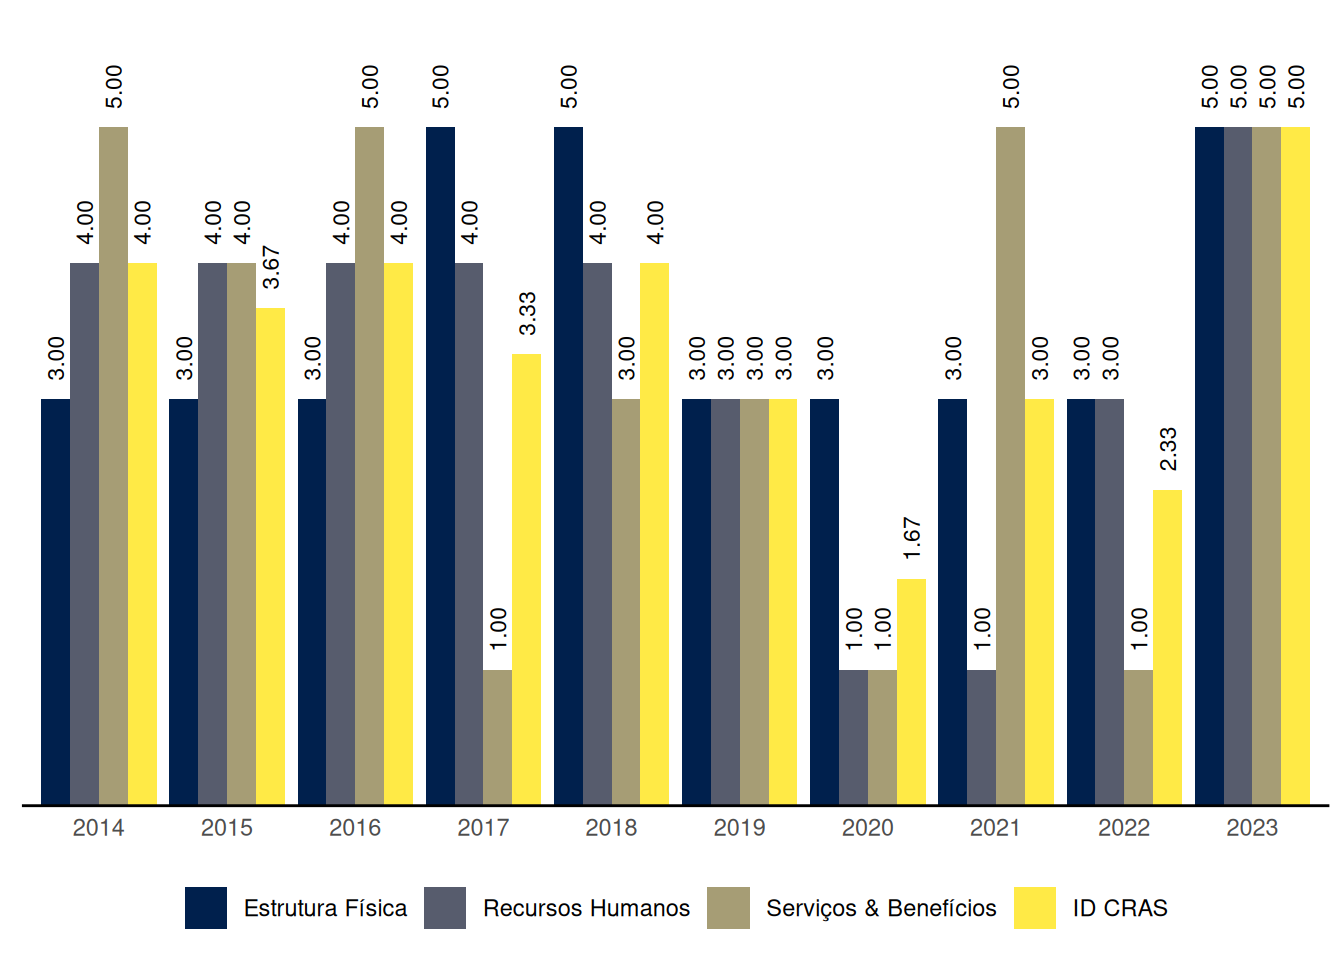 5.00 5.00 5.00 5.00 5.00 5.00 5.00 5.00 5.00
4.00 4.00 4.00 4.00 4.00 4.00 4.00 4.00 4.00
3.67
3.33
3.00 3.00 3.00 3.00 3.00 3.00 3.00 3.00 3.00 3.00 3.00 3.00 3.00
2.33
1.67
1.00 1.00 1.00 1.00 1.00
2014 2015 2016 2017 2018 2019 2020 2021 2022 2023
Estrutura Física Recursos Humanos Serviços & Benefícios ID CRAS